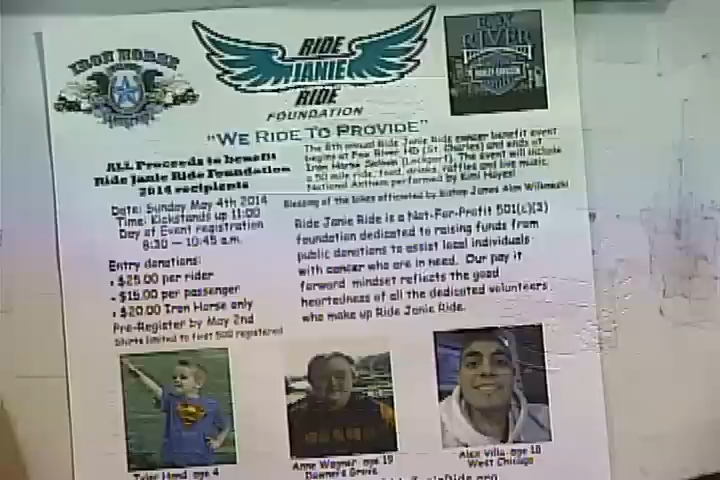 IRON HORSE
RIDE
JANIE
RIDE
FOUNDATION
FOX
RIVER
HARLEY-DAVIDSON
"WE RIDE TO PROVIDE"
ALL Proceeds to benefit
Ride Janie Ride Foundation
2014 recipients
The 8th annual Ride Janie Ride cancer benefit event
begins at Fox River HD (St. Charles) and ends at
Iron Horse Saloon (Lockport). The event will include
a 50 mile ride, food, drinks, raffles and live music.
National Anthem performed by Kimi Hayes!
Blessing of the bikes officiated by Bishop James Alan Wilkowski
Date: Sunday May 4th 2014
Time: Kickstands up 11:00
Day of Event registration
8:30 – 10:45 a.m.
Entry donations:
• $25.00 per rider
• $15.00 per passenger
• $20.00 Iron Horse only
Pre-Register by May 2nd
Shirts limited to first 500 registered
Ride Janie Ride is a Not-For-Profit 501(c)(3)
foundation dedicated to raising funds from
public donations to assist local individuals
with cancer who are in need. Our pay it
forward mindset reflects the good
heartedness of all the dedicated volunteers
who make up Ride Janie Ride.
age 4
Anne Wagner age 19
Downers Grove
Alex Villa age 18
West Chicago